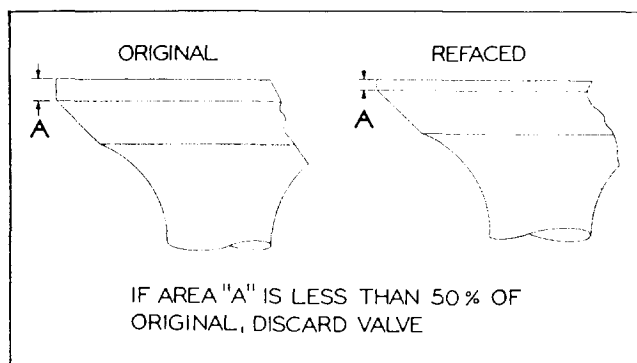 ORIGINAL
REFACED
A
A
IF AREA "A" IS LESS THAN 50% OF
ORIGINAL, DISCARD VALVE